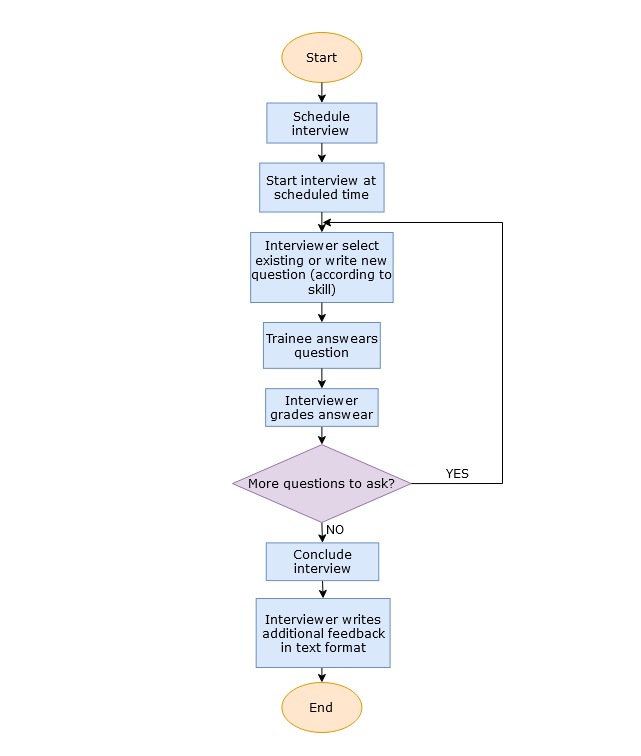 Start
Schedule
interview
Start interview at
scheduled time
Interviewer select
existing or write new
question (according to
skill)
Trainee answears
question
Interviewer
grades answear
More questions to ask?
YES
NO
Conclude
interview
Interviewer writes
additional feedback
in text format
End